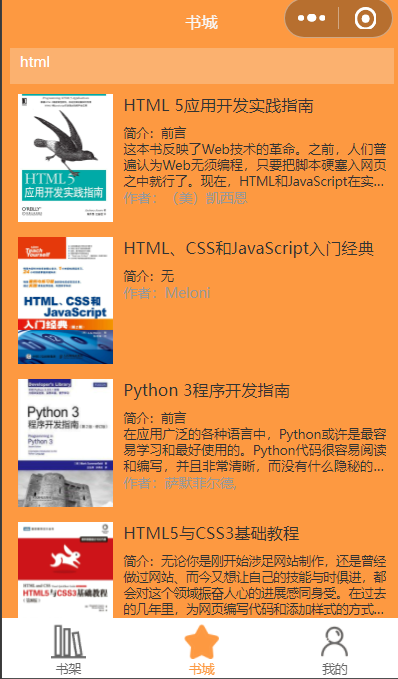 书城
html
HTML 5应用开发实践指南
简介：前言
这本书反映了Web技术的革命。之前，人们普
遍认为Web无须编程，只要把脚本硬塞入网页
之中就行了。现在，HTML和JavaScript在实...
作者：（美）凯西恩
HTML5
应用开发实践指南
O'REILLY
HTML、CSS和JavaScript入门经典
简介：无
作者：Meloni
Teach Yourself
HTML、CSS和
JavaScript
入门经典
Python 3程序开发指南
简介：前言
在应用广泛的各种语言中，Python或许是最容
易学习和最好使用的。Python代码很容易阅读
和编写，并且非常清晰，而没有什么隐秘的...
作者：萨默菲尔德,
Developer's Library
Python 3
程序开发指南
HTML5与CSS3基础教程
简介：无论你是刚开始涉足网站制作，还是曾经
做过网站、而今又想让自己的技能与时俱进，都
会对这个领域振奋人心的进展感同身受。在过去
的几年里，为网页编写代码和添加样式的方式...
HTML5与CSS3基础教程
书架
书城
我的